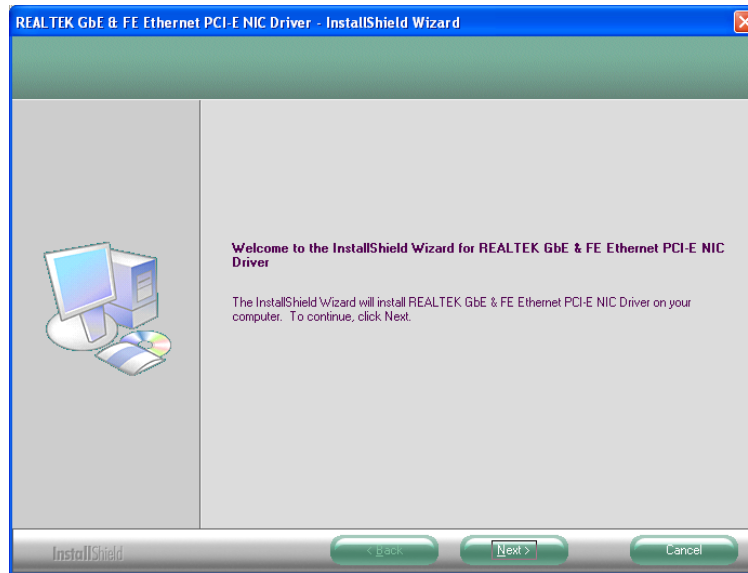 REALTEK GbE & FE Ethernet PCI-E NIC Driver - InstallShield Wizard
Welcome to the InstallShield Wizard for REALTEK GbE & FE Ethernet PCI-E NIC
Driver
The InstallShield Wizard will install REALTEK GbE & FE Ethernet PCI-E NIC Driver on your
computer. To continue, click Next.
InstallShield
< Back
Next >
Cancel